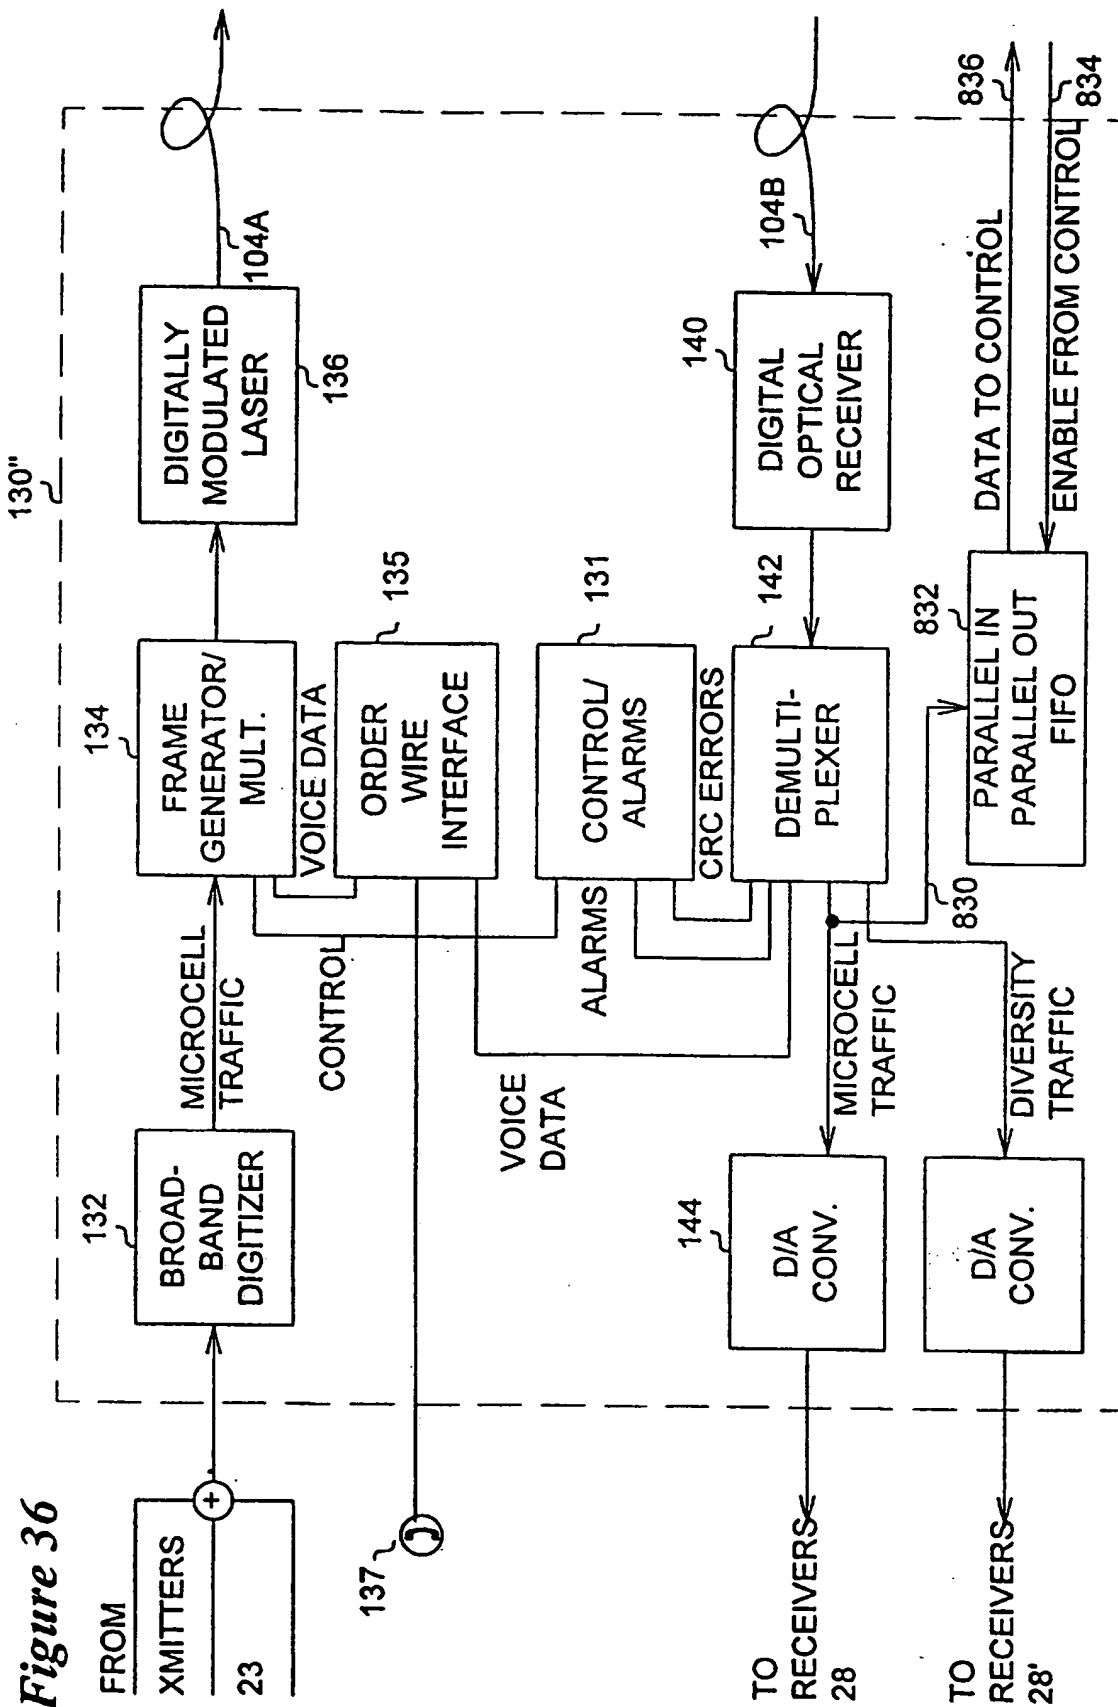 Figure 36
FROM
XMITTERS
23
+
132
BROAD-
BAND
DIGITIZER
MICROCELL
TRAFFIC
134
FRAME
GENERATOR/
MULT.
DIGITALLY
MODULATED
LASER
136
104A
130"
137
CONTROL
VOICE DATA
ORDER
WIRE
INTERFACE
135
VOICE
DATA
ALARMS
CONTROL/
ALARMS
131
CRC ERRORS
TO
RECEIVERS
28
144
D/A
CONV.
MICROCELL
TRAFFIC
DEMULTI-
PLEXER
142
DIGITAL
OPTICAL
RECEIVER
140
104B
TO
RECEIVERS
28'
D/A
CONV.
DIVERSITY
TRAFFIC
830
832
PARALLEL IN
PARALLEL OUT
FIFO
DATA TO CONTROL
836
ENABLE FROM CONTROL
834